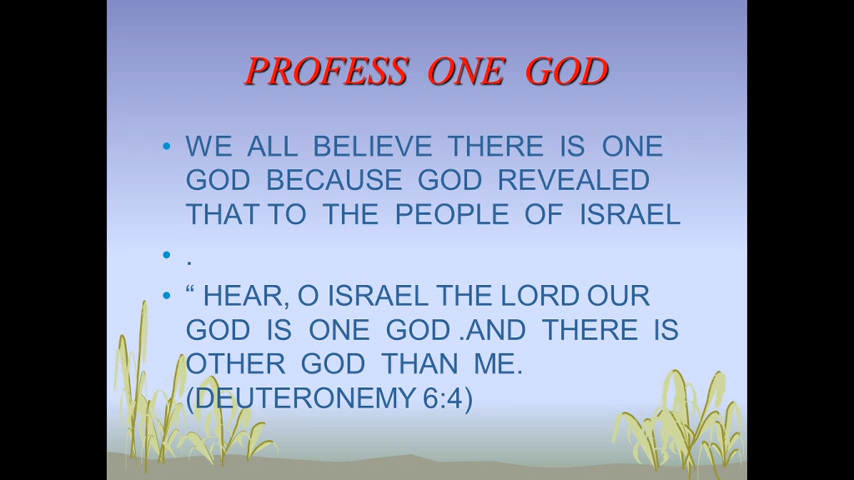 PROFESS ONE GOD
• WE ALL BELIEVE THERE IS ONE
GOD BECAUSE GOD REVEALED
THAT TO THE PEOPLE OF ISRAEL
• .
• “ HEAR, O ISRAEL THE LORD OUR
GOD IS ONE GOD .AND THERE IS
OTHER GOD THAN ME.
(DEUTERONEMY 6:4)